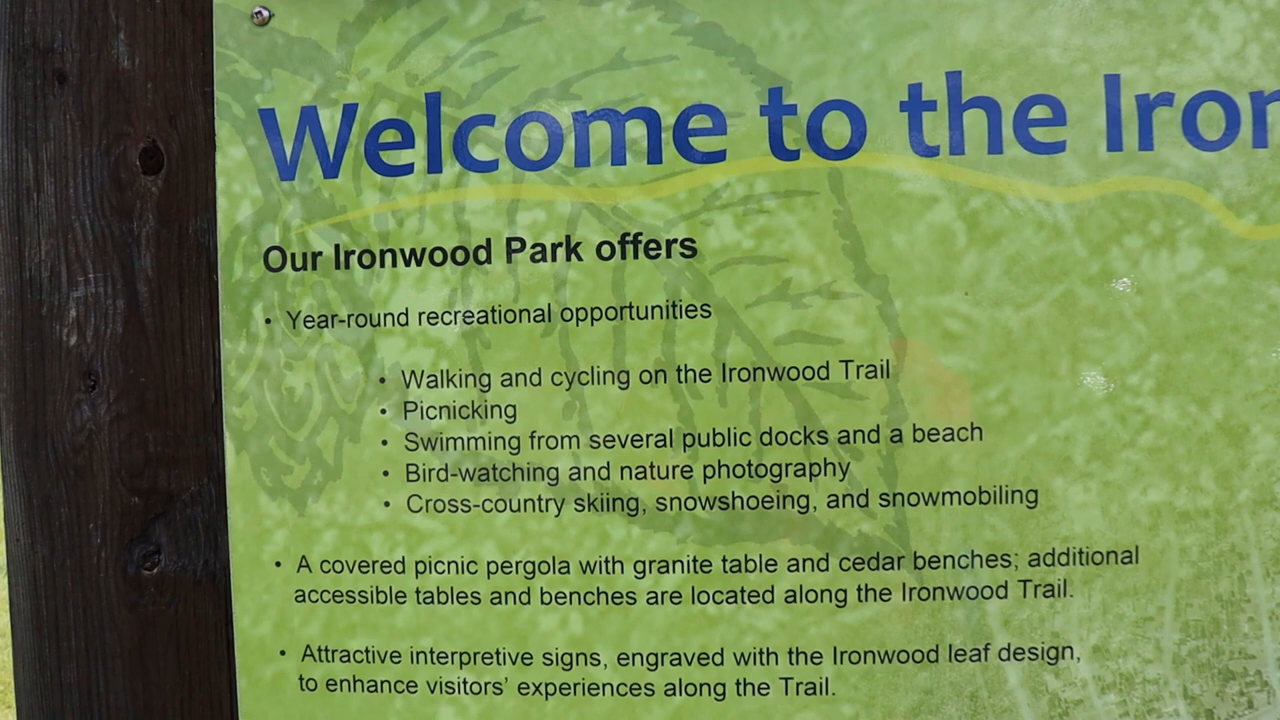 Welcome to the Iron
Our Ironwood Park offers
• Year-round recreational opportunities
• Walking and cycling on the Ironwood Trail
• Picnicking
• Swimming from several public docks and a beach
• Bird-watching and nature photography
• Cross-country skiing, snowshoeing, and snowmobiling
• A covered picnic pergola with granite table and cedar benches; additional
accessible tables and benches are located along the Ironwood Trail.
• Attractive interpretive signs, engraved with the Ironwood leaf design,
to enhance visitors’ experiences along the Trail.